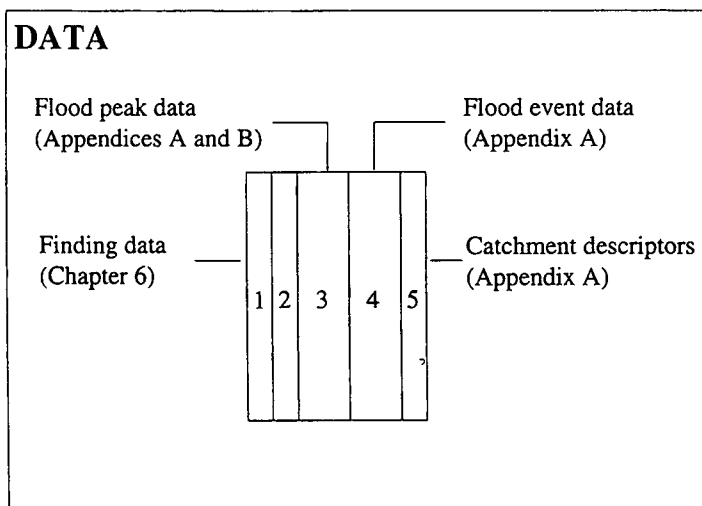 DATA
Flood peak data
(Appendices A and B)
Flood event data
(Appendix A)
Finding data
(Chapter 6)
Catchment descriptors
(Appendix A)
1 2 3 4 5